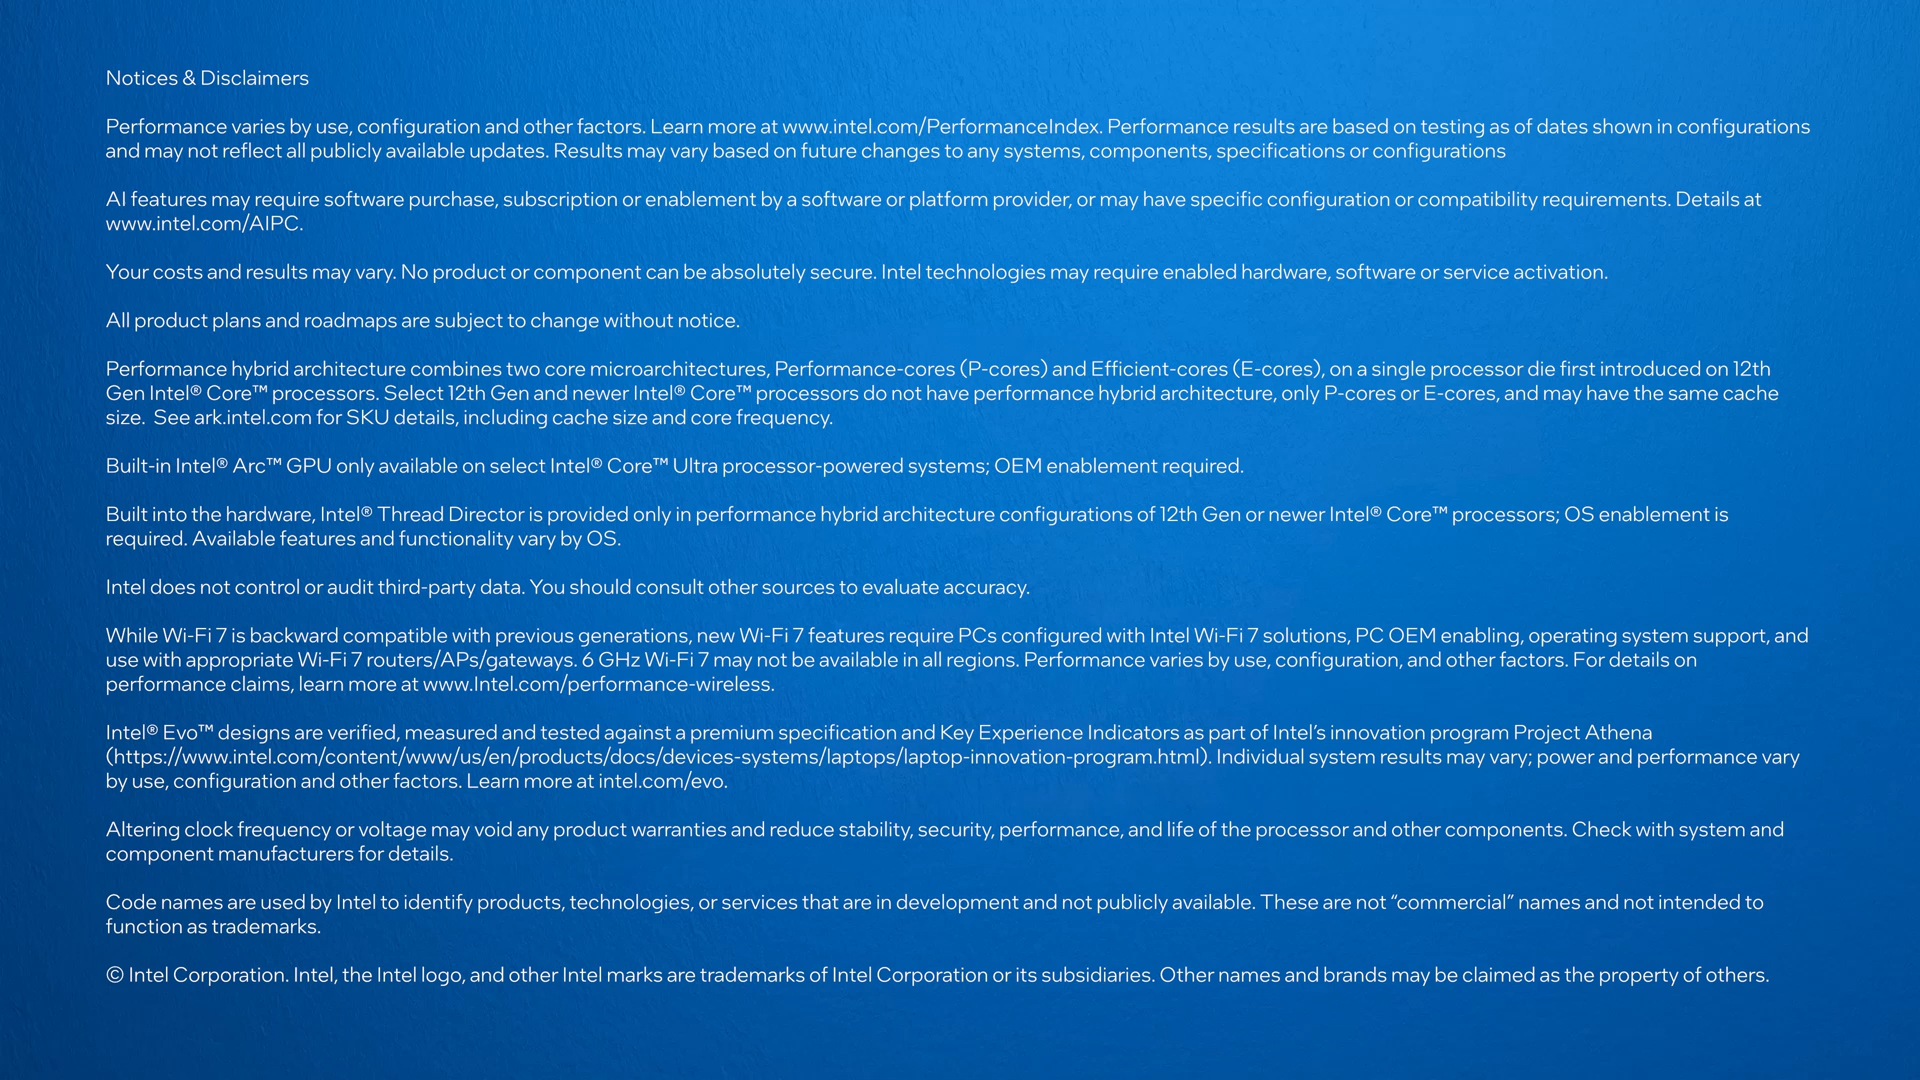 Notices & Disclaimers
Performance varies by use, configuration and other factors. Learn more at www.intel.com/PerformanceIndex. Performance results are based on testing as of dates shown in configurations
and may not reflect all publicly available updates. Results may vary based on future changes to any systems, components, specifications or configurations
AI features may require software purchase, subscription or enablement by a software or platform provider, or may have specific configuration or compatibility requirements. Details at
www.intel.com/AIPC.
Your costs and results may vary. No product or component can be absolutely secure. Intel technologies may require enabled hardware, software or service activation.
All product plans and roadmaps are subject to change without notice.
Performance hybrid architecture combines two core microarchitectures, Performance-cores (P-cores) and Efficient-cores (E-cores), on a single processor die first introduced on 12th
Gen Intel® Core™ processors. Select 12th Gen and newer Intel® Core™ processors do not have performance hybrid architecture, only P-cores or E-cores, and may have the same cache
size.  See ark.intel.com for SKU details, including cache size and core frequency.
Built-in Intel® Arc™ GPU only available on select Intel® Core™ Ultra processor-powered systems; OEM enablement required.
Built into the hardware, Intel® Thread Director is provided only in performance hybrid architecture configurations of 12th Gen or newer Intel® Core™ processors; OS enablement is
required. Available features and functionality vary by OS.
Intel does not control or audit third-party data. You should consult other sources to evaluate accuracy.
While Wi-Fi 7 is backward compatible with previous generations, new Wi-Fi 7 features require PCs configured with Intel Wi-Fi 7 solutions, PC OEM enabling, operating system support, and
use with appropriate Wi-Fi 7 routers/APs/gateways. 6 GHz Wi-Fi 7 may not be available in all regions. Performance varies by use, configuration, and other factors. For details on
performance claims, learn more at www.Intel.com/performance-wireless.
Intel® Evo™ designs are verified, measured and tested against a premium specification and Key Experience Indicators as part of Intel’s innovation program Project Athena
(https://www.intel.com/content/www/us/en/products/docs/devices-systems/laptops/laptop-innovation-program.html). Individual system results may vary; power and performance vary
by use, configuration and other factors. Learn more at intel.com/evo.
Altering clock frequency or voltage may void any product warranties and reduce stability, security, performance, and life of the processor and other components. Check with system and
component manufacturers for details.
Code names are used by Intel to identify products, technologies, or services that are in development and not publicly available. These are not “commercial” names and not intended to
function as trademarks.
© Intel Corporation. Intel, the Intel logo, and other Intel marks are trademarks of Intel Corporation or its subsidiaries. Other names and brands may be claimed as the property of others.